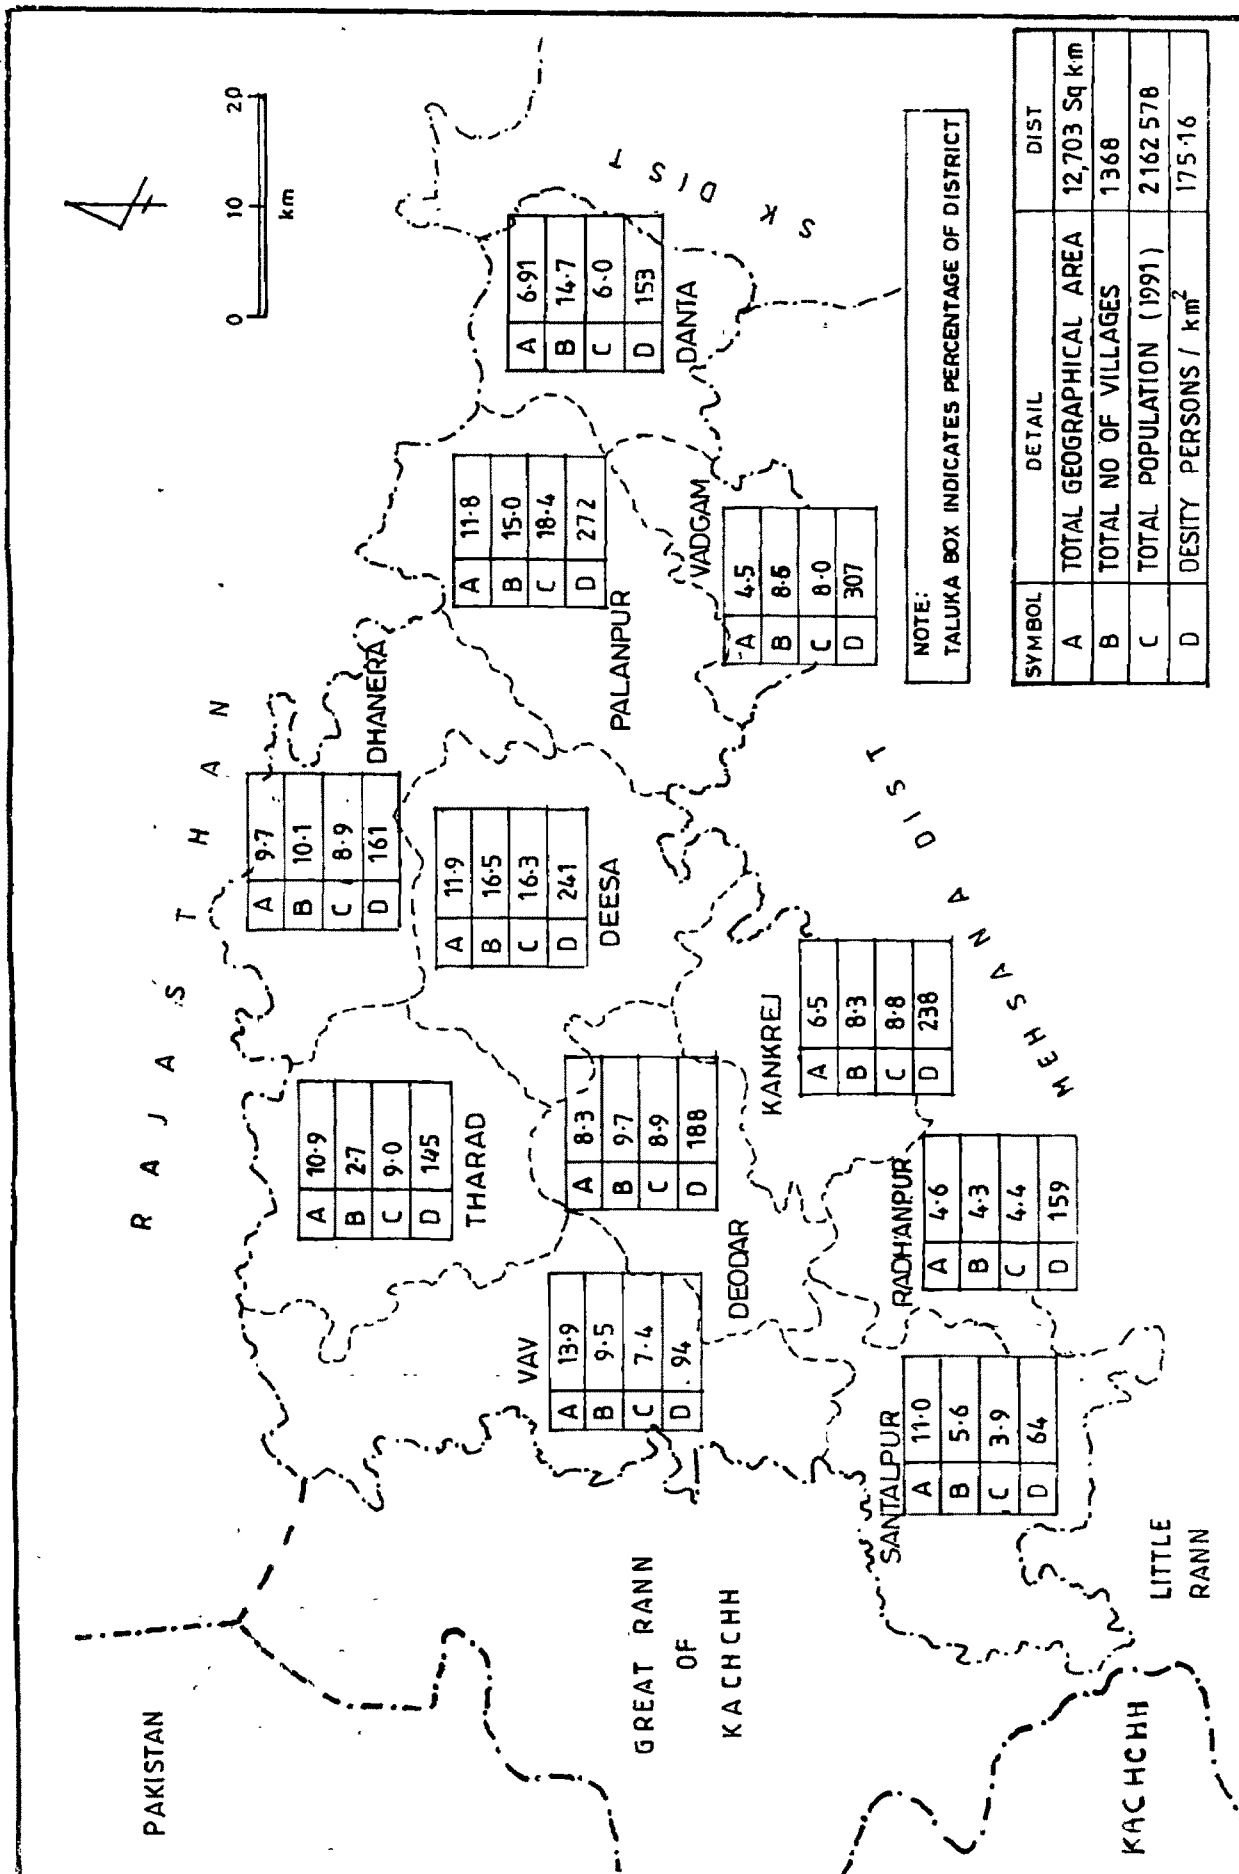 PAKISTAN
R A J A S T H A N
0 10 20
km
A 9·7
B 10·1
C 8·9
D 161
DHANERA
A 10·9
B 2·7
C 9·0
D 145
THARAD
A 11·9
B 16·5
C 16·3
D 241
DEESA
A 11·8
B 15·0
C 18·4
D 272
PALANPUR
A 6·91
B 14·7
C 6·0
D 153
DANTA
SK DIST
VAV
A 13·9
B 9·5
C 7·4
D 94
A 8·3
B 9·7
C 8·9
D 188
DEODAR
VADGAM
A 4·5
B 8·6
C 8·0
D 307
KANKREJ
A 6·5
B 8·3
C 8·8
D 238
MEHSANA DIST
GREAT RANN
OF
KACHCHH
SANTALPUR
A 11·0
B 5·6
C 3·9
D 64
RADHANPUR
A 4·6
B 4·3
C 4·4
D 159
LITTLE
RANN
KACHCHH
NOTE:
TALUKA BOX INDICATES PERCENTAGE OF DISTRICT
SYMBOL DETAIL DIST
A TOTAL GEOGRAPHICAL AREA 12,703 Sq km
B TOTAL NO OF VILLAGES 1368
C TOTAL POPULATION (1991) 2162578
D DESITY PERSONS / km² 175·16